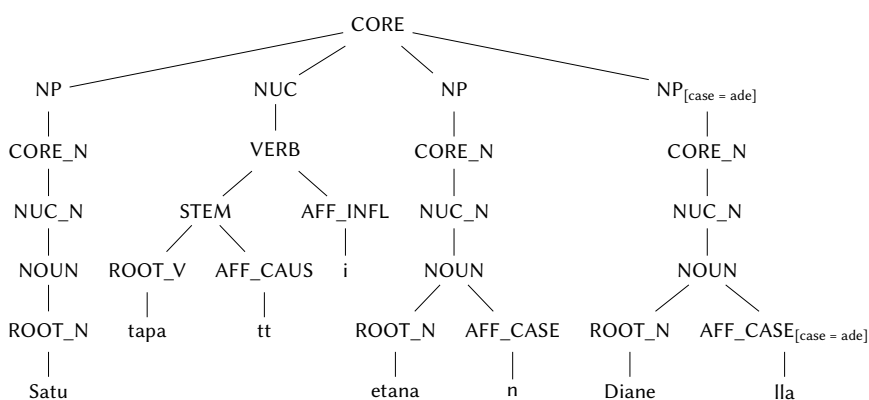 CORE
NP NUC NP NP[case = ade]
CORE_N VERB CORE_N CORE_N
NUC_N STEM AFF_INFL NUC_N NUC_N
NOUN ROOT_V AFF_CAUS i NOUN NOUN
ROOT_N tapa tt ROOT_N AFF_CASE ROOT_N AFF_CASE[case = ade]
Satu etana n Diane lla